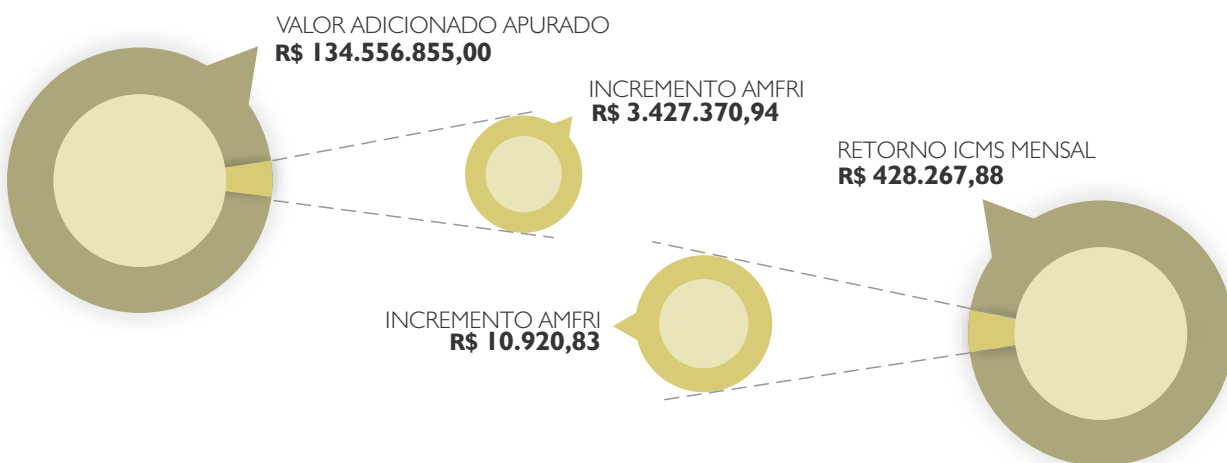 VALOR ADICIONADO APURADO
R$ 134.556.855,00
INCREMENTO AMFRI
R$ 3.427.370,94
RETORNO ICMS MENSAL
R$ 428.267,88
INCREMENTO AMFRI
R$ 10.920,83